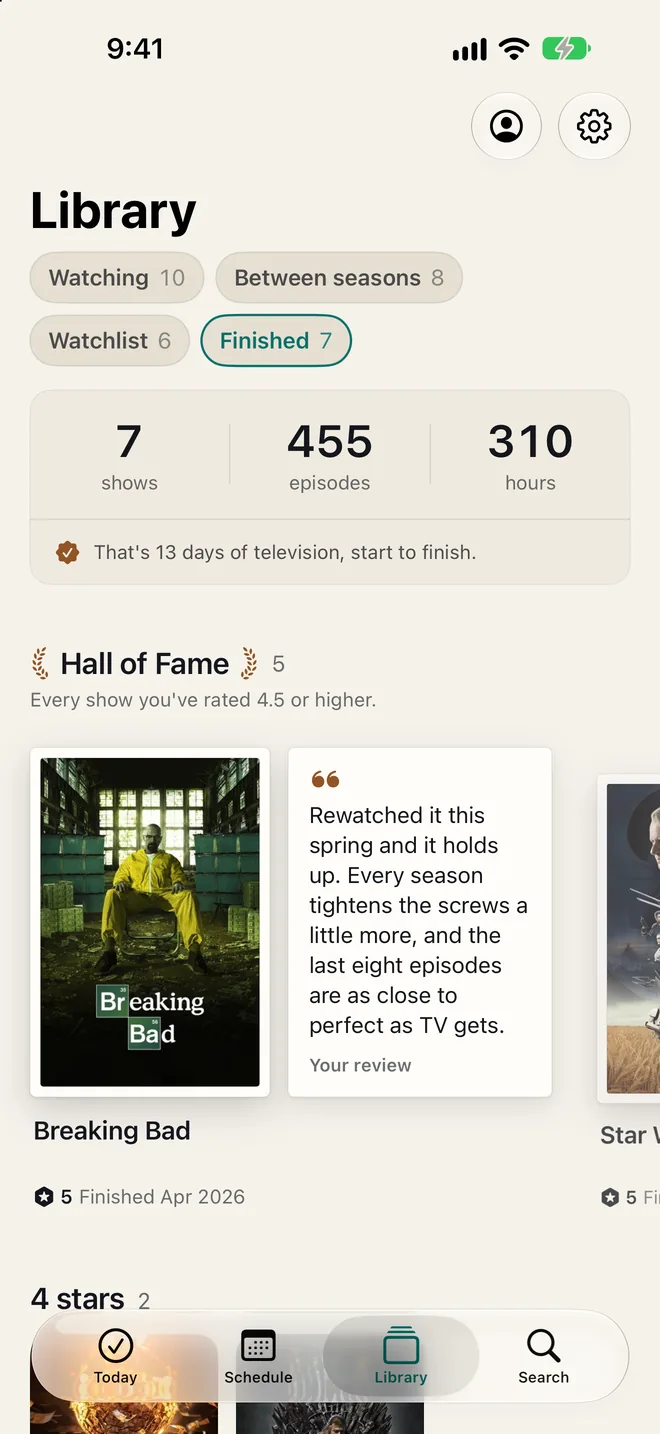 9:41
Library
Watching 10
Between seasons 8
Watchlist 6
Finished 7
7
shows
455
episodes
310
hours
That's 13 days of television, start to finish.
Hall of Fame 5
Every show you've rated 4.5 or higher.
Breaking
Bad
“
Rewatched it this
spring and it holds
up. Every season
tightens the screws a
little more, and the
last eight episodes
are as close to
perfect as TV gets.
Your review
Breaking Bad
5 Finished Apr 2026
Star
5
4 stars 2
Today
Schedule
Library
Search